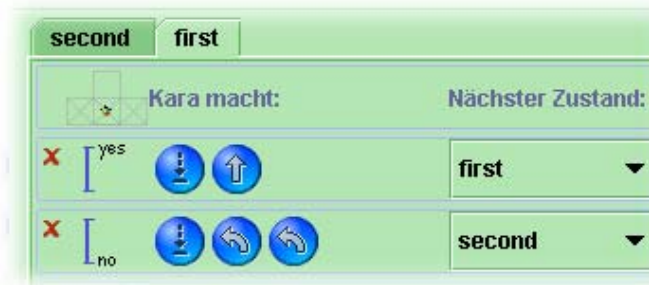 second first
Kara macht: Nächster Zustand:
yes first
no second